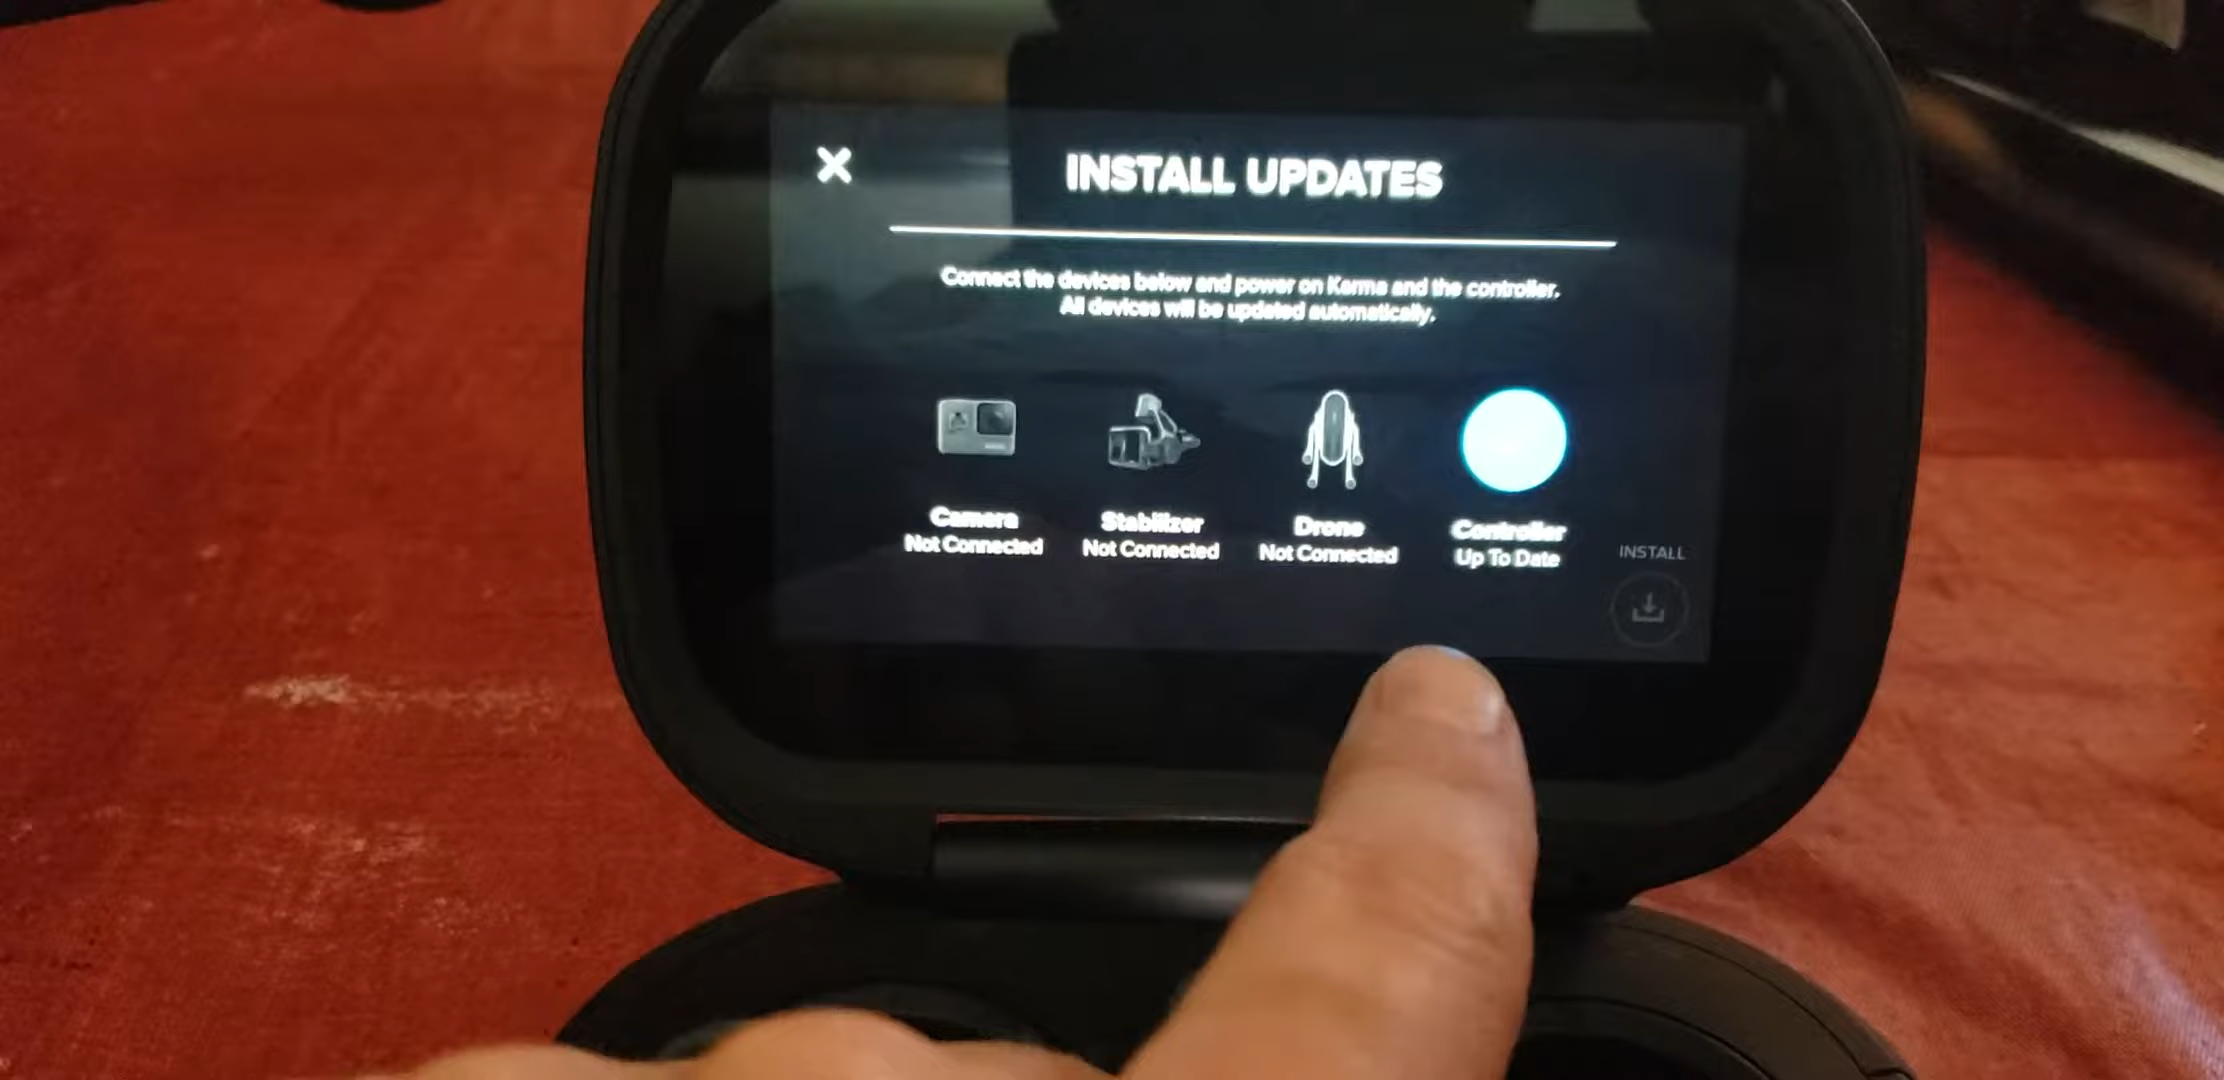 INSTALL UPDATES
Connect the devices below and power on Karma and the controller.
All devices will be updated automatically.
Camera
Not Connected
Stabilizer
Not Connected
Drone
Not Connected
Controller
Up To Date
INSTALL